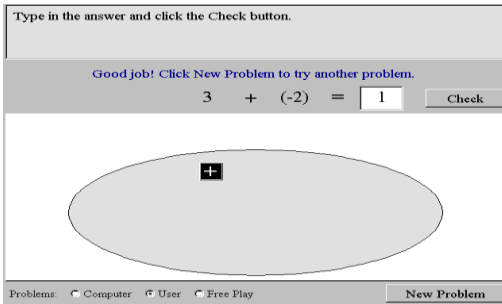 Type in the answer and click the Check button.
Good job! Click New Problem to try another problem.
3 + (-2) = 1 Check
+
Problems: Computer User Free Play New Problem